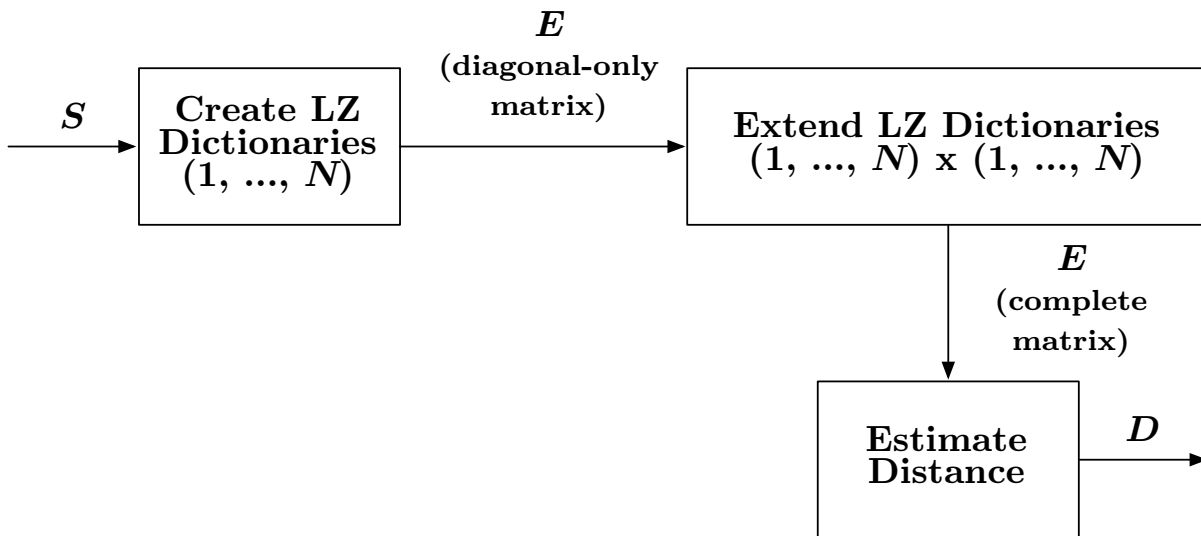 S
Create LZ
Dictionaries
(1, ..., N)
E
(diagonal-only
matrix)
Extend LZ Dictionaries
(1, ..., N) x (1, ..., N)
E
(complete
matrix)
Estimate
Distance
D